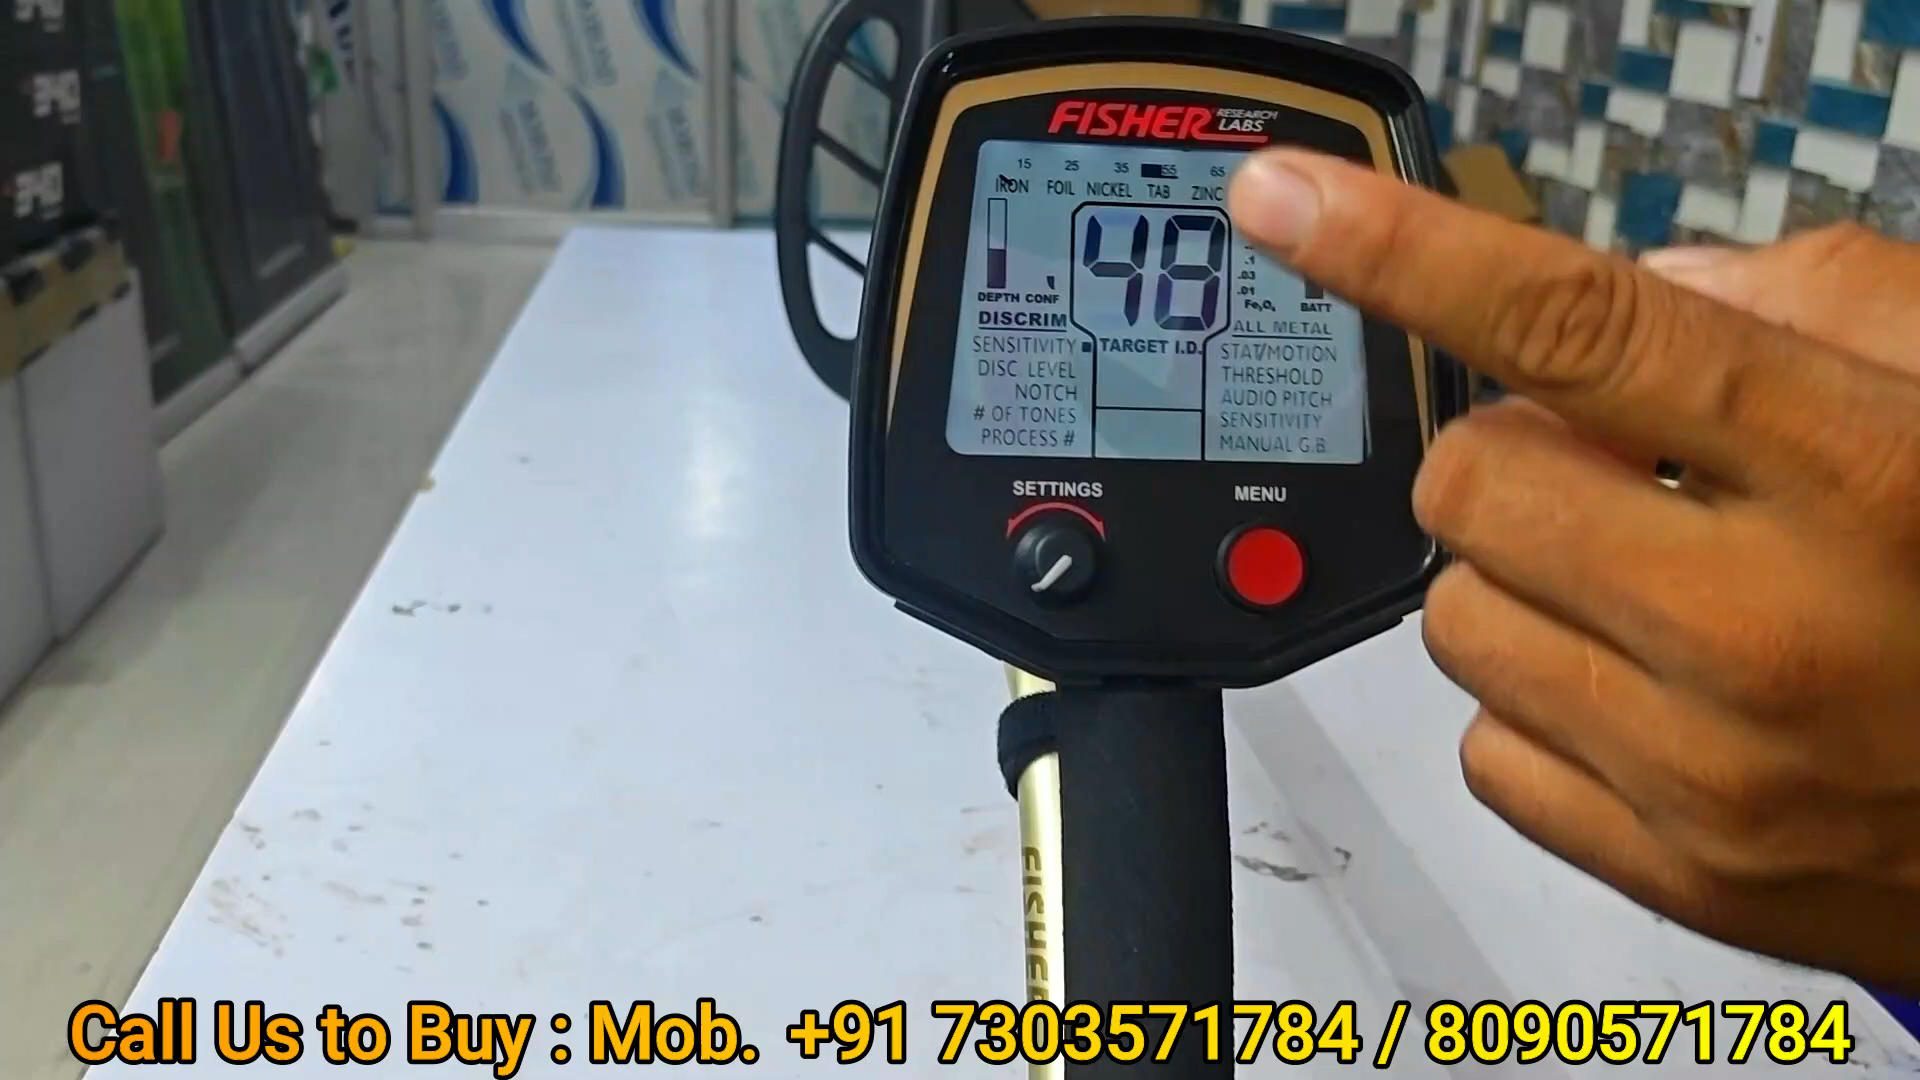 FISHER RESEARCH LABS
15 25 35 55 65
IRON FOIL NICKEL TAB ZINC
48
.1
.03
.01
Fe₃O₄
BATT
DEPTH CONF
DISCRIM
SENSITIVITY
DISC LEVEL
NOTCH
# OF TONES
PROCESS #
TARGET I.D.
ALL METAL
STAT/MOTION
THRESHOLD
AUDIO PITCH
SENSITIVITY
MANUAL G.B.
SETTINGS
MENU
FISHER
Call Us to Buy : Mob. +91 7303571784 / 8090571784